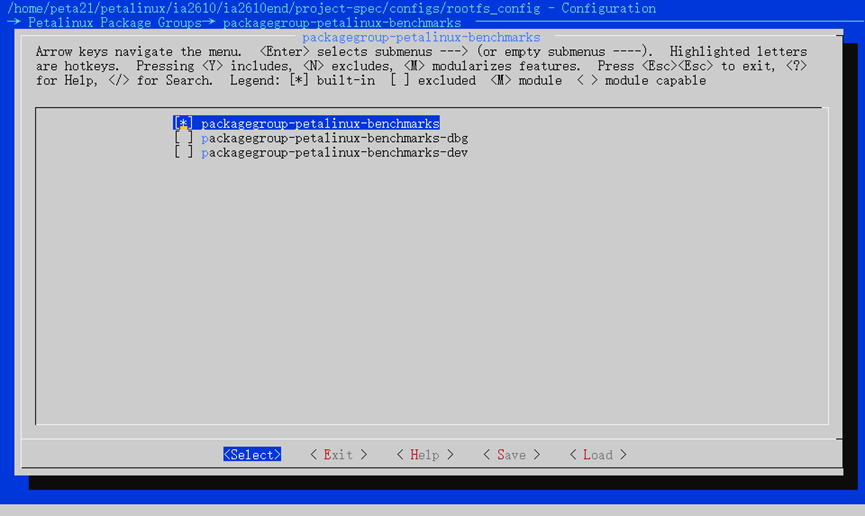 /home/peta21/petalinux/ia2610/ia2610end/project-spec/configs/rootfs_config - Configuration
→ Petalinux Package Groups→ packagegroup-petalinux-benchmarks
packagegroup-petalinux-benchmarks
Arrow keys navigate the menu.  <Enter> selects submenus ---> (or empty submenus ----).  Highlighted letters
are hotkeys.  Pressing <Y> includes, <N> excludes, <M> modularizes features.  Press <Esc><Esc> to exit, <?>
for Help, </> for Search.  Legend: [*] built-in  [ ] excluded  <M> module  < > module capable
[*] packagegroup-petalinux-benchmarks
[ ] packagegroup-petalinux-benchmarks-dbg
[ ] packagegroup-petalinux-benchmarks-dev
<Select>    < Exit >    < Help >    < Save >    < Load >